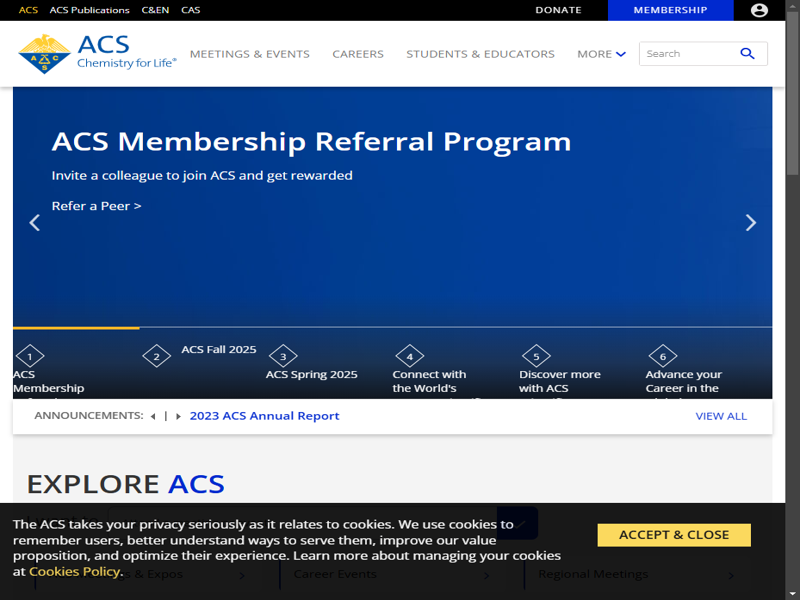 ACS ACS Publications C&EN CAS DONATE MEMBERSHIP
ACS
Chemistry for Life®
A C S
MEETINGS & EVENTS CAREERS STUDENTS & EDUCATORS MORE Search
ACS Membership Referral Program
Invite a colleague to join ACS and get rewarded
Refer a Peer >
1 ACS Membership
2 ACS Fall 2025
3 ACS Spring 2025
4 Connect with the World's
5 Discover more with ACS
6 Advance your Career in the
ANNOUNCEMENTS: | 2023 ACS Annual Report VIEW ALL
EXPLORE ACS
The ACS takes your privacy seriously as it relates to cookies. We use cookies to
remember users, better understand ways to serve them, improve our value
proposition, and optimize their experience. Learn more about managing your cookies
at Cookies Policy.
ACCEPT & CLOSE
& Expos Career Events Regional Meetings